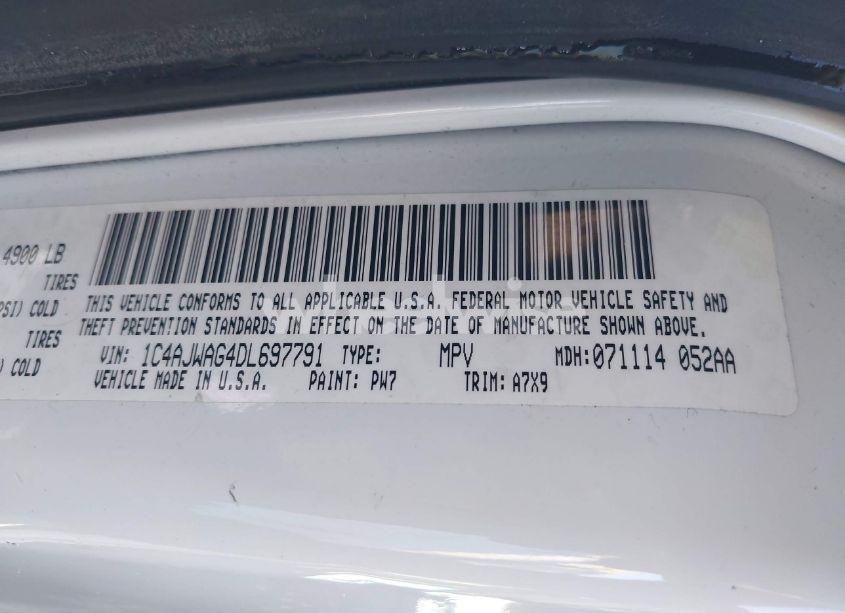 4900 LB
TIRES
PSI) COLD THIS VEHICLE CONFORMS TO ALL APPLICABLE U.S.A. FEDERAL MOTOR VEHICLE SAFETY AND
TIRES THEFT PREVENTION STANDARDS IN EFFECT ON THE DATE OF MANUFACTURE SHOWN ABOVE.
) COLD VIN: 1C4AJWAG4DL697791 TYPE: MPV MDH:071114 052AA
VEHICLE MADE IN U.S.A. PAINT: PW7 TRIM: A7X9